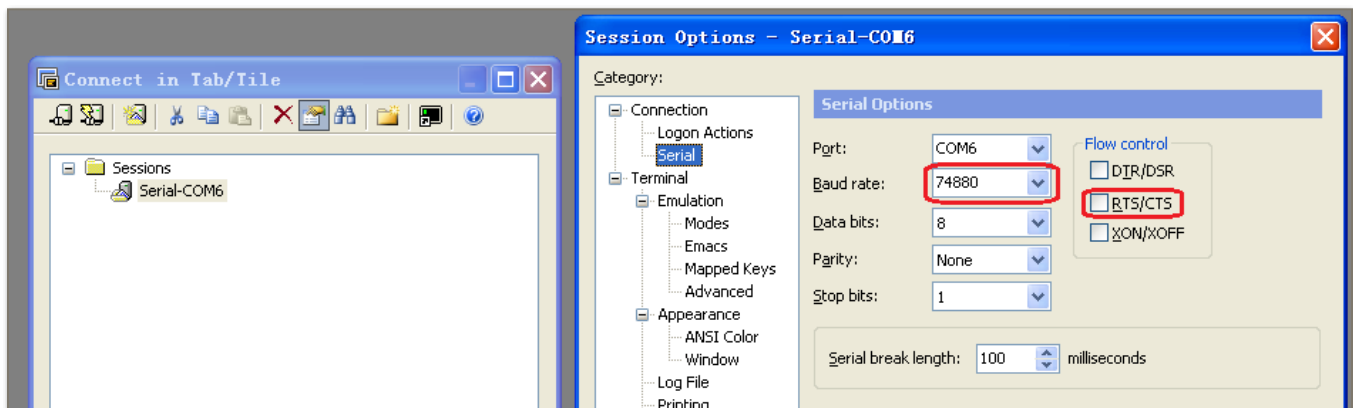 Connect in Tab/Tile
Sessions
Serial-COM6
Session Options - Serial-COM6
Category:
Connection
Logon Actions
Serial
Terminal
Emulation
Modes
Emacs
Mapped Keys
Advanced
Appearance
ANSI Color
Window
Log File
Printing
Serial Options
Port: COM6
Baud rate: 74880
Data bits: 8
Parity: None
Stop bits: 1
Flow control
DTR/DSR
RTS/CTS
XON/XOFF
Serial break length: 100 milliseconds